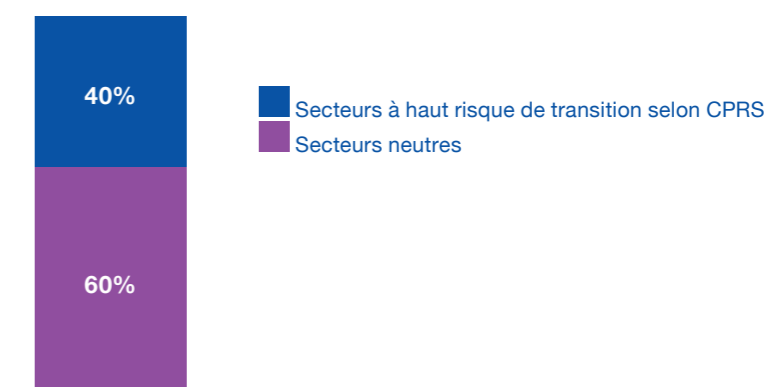 40%
Secteurs à haut risque de transition selon CPRS
Secteurs neutres
60%